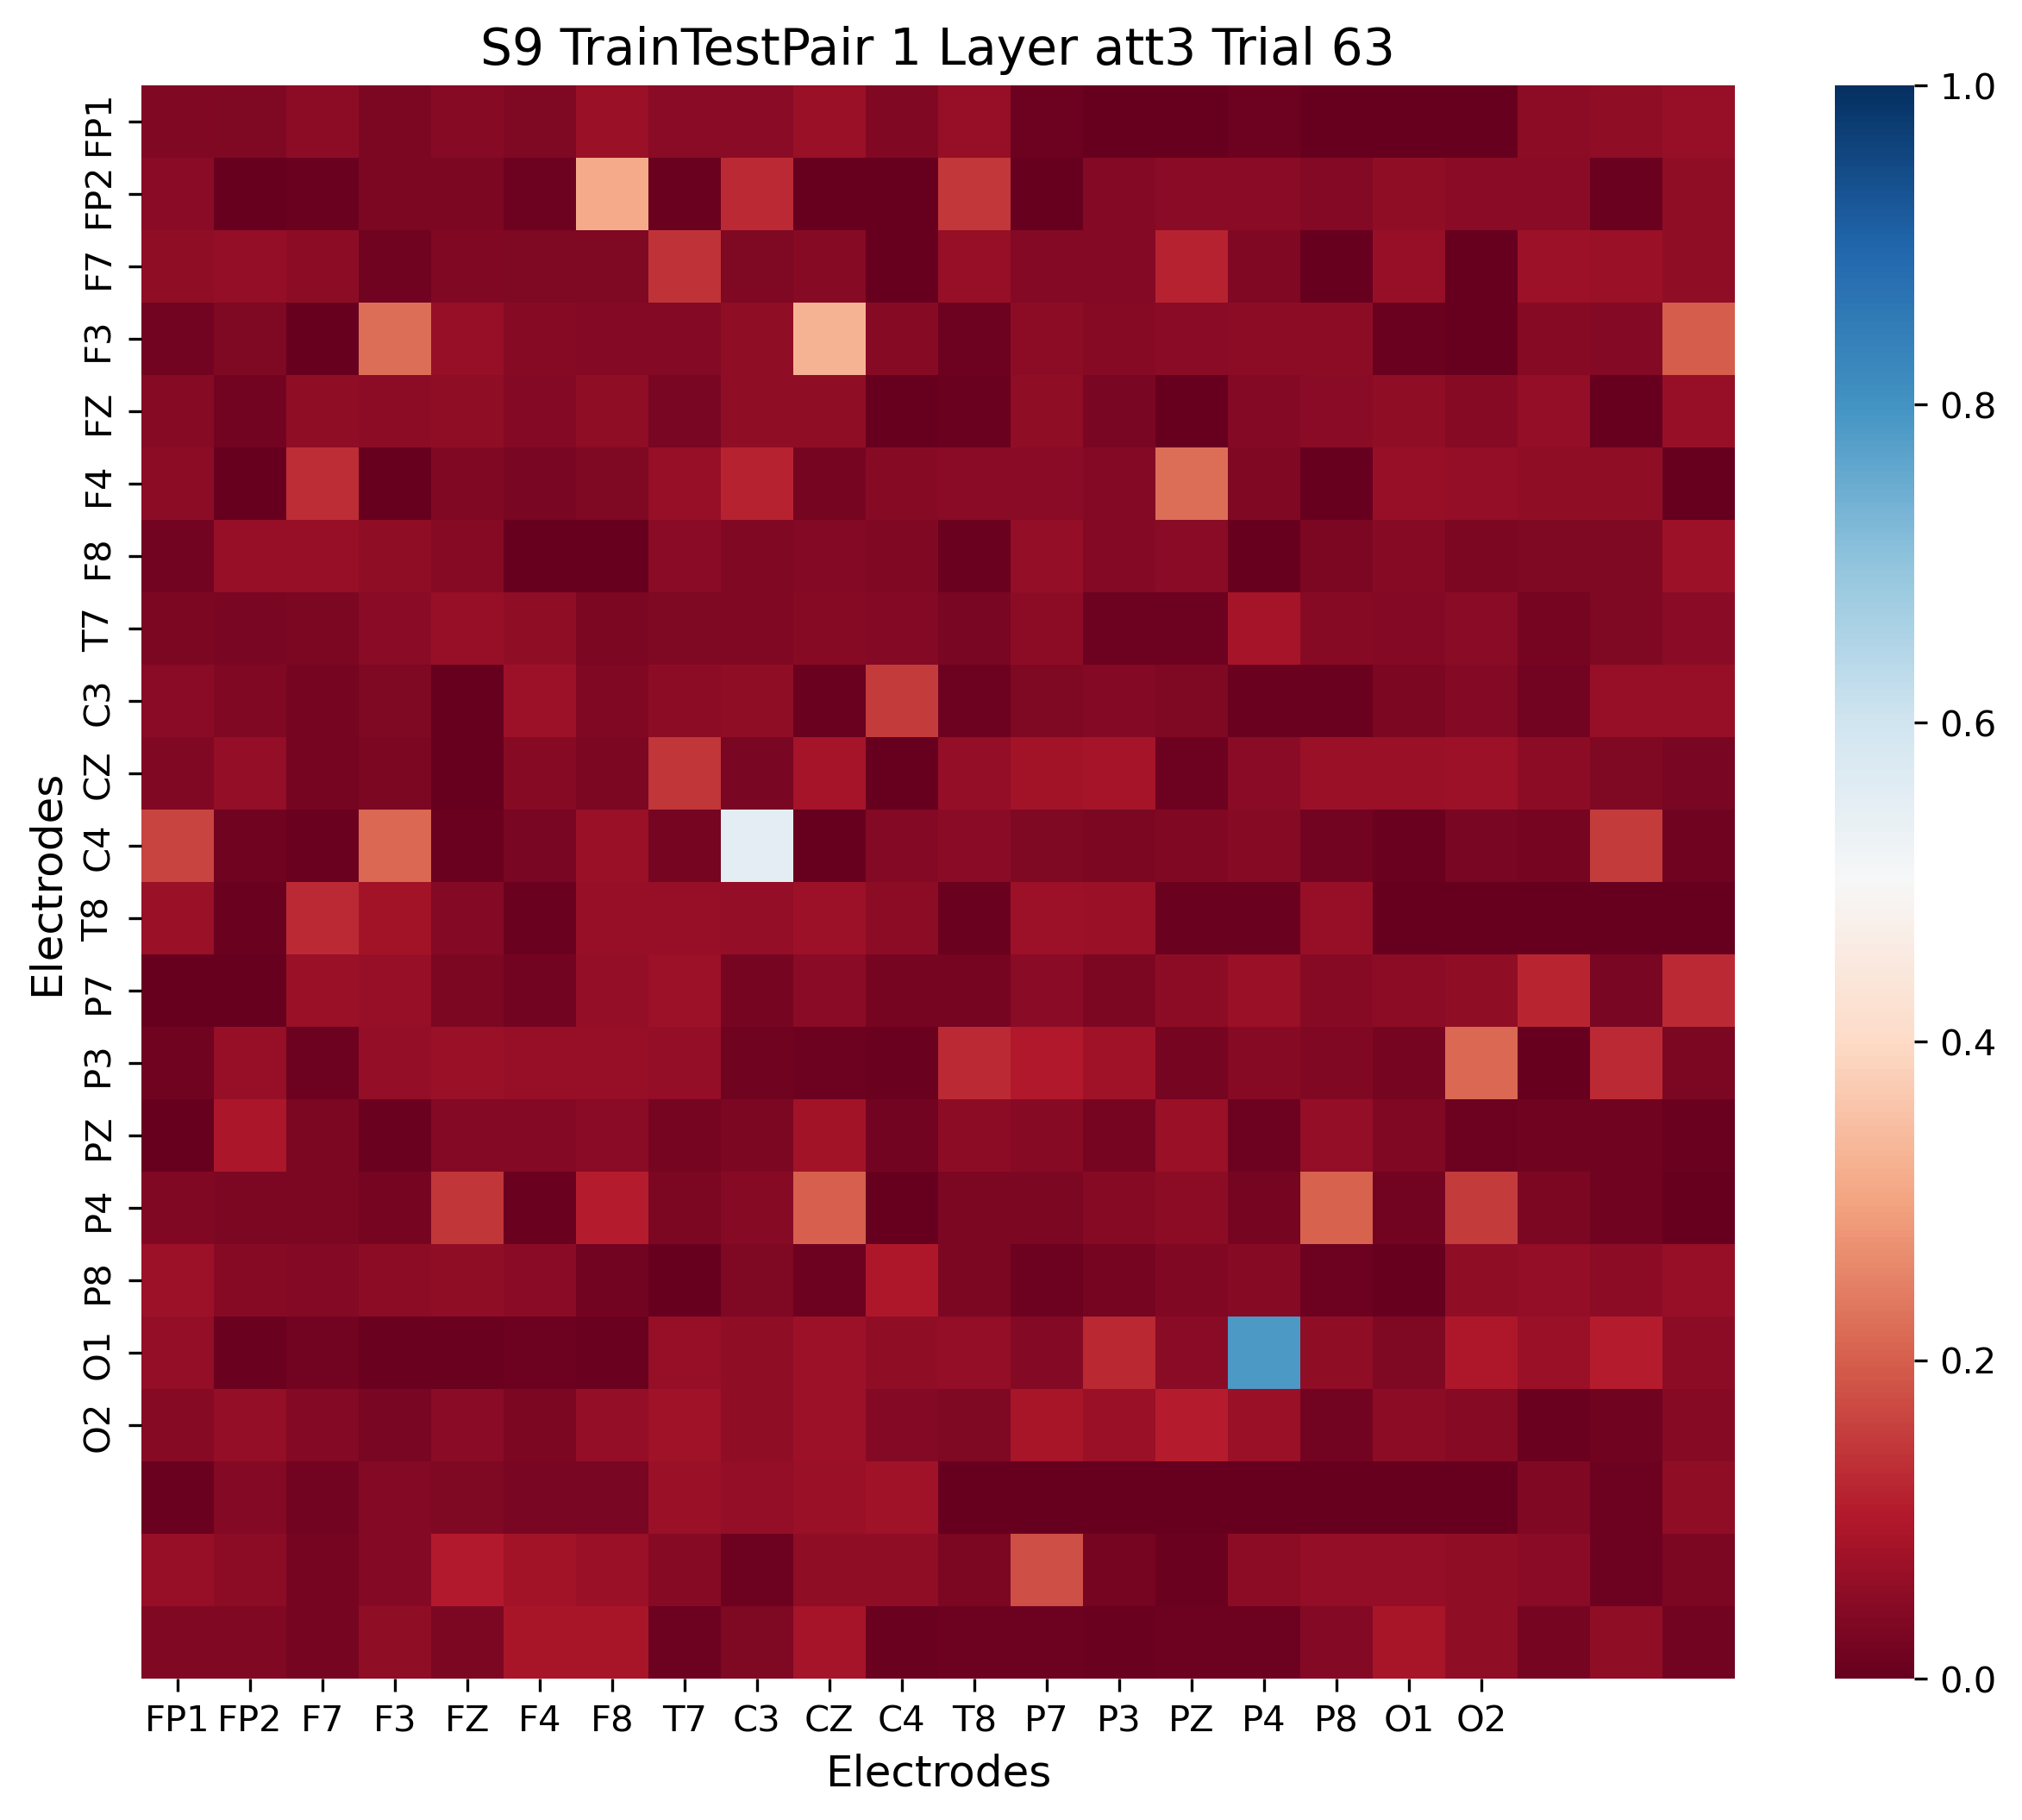 S9 TrainTestPair 1 Layer att3 Trial 63
Electrodes
FP1
FP2
F7
F3
FZ
F4
F8
T7
C3
CZ
C4
T8
P7
P3
PZ
P4
P8
O1
O2
FP1 FP2 F7 F3 FZ F4 F8 T7 C3 CZ C4 T8 P7 P3 PZ P4 P8 O1 O2
Electrodes
1.0
0.8
0.6
0.4
0.2
0.0